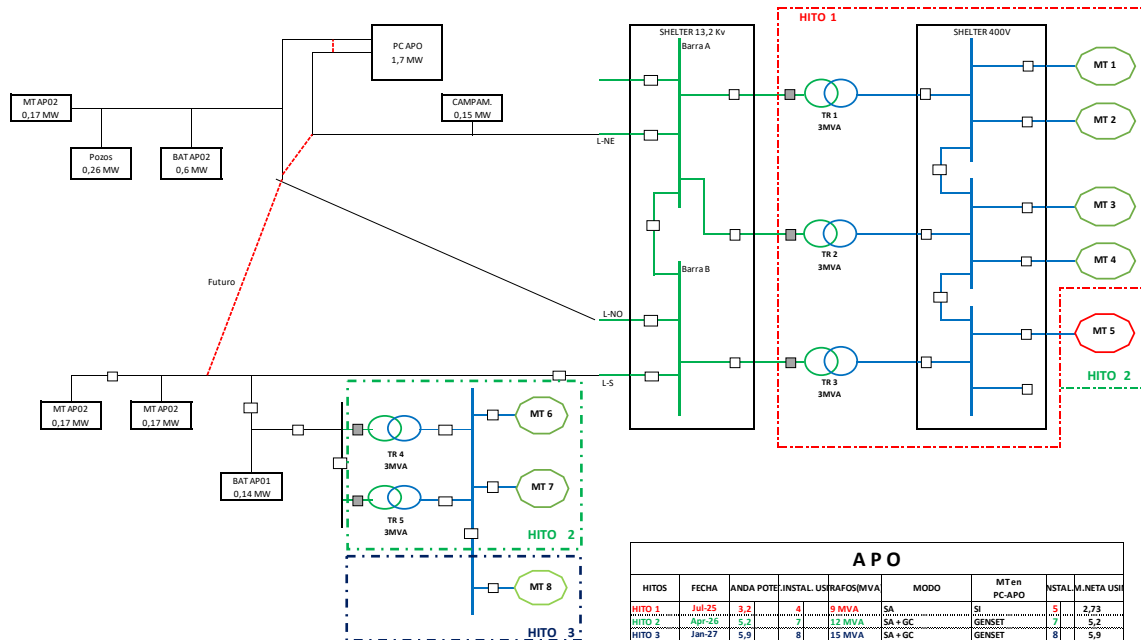 HITO 1
SHELTER 13,2 Kv
SHELTER 400V
Barra A
PC APO
1,7 MW
MT 1
MT AP02
0,17 MW
CAMPAM.
0,15 MW
TR 1
3MVA
MT 2
L-NE
Pozos
0,26 MW
BAT AP02
0,6 MW
MT 3
TR 2
3MVA
MT 4
Barra B
Futuro
L-NO
MT 5
TR 3
3MVA
HITO 2
L-S
MT AP02
0,17 MW
MT AP02
0,17 MW
MT 6
TR 4
3MVA
BAT AP01
0,14 MW
MT 7
TR 5
3MVA
HITO 2
MT 8
HITO 3
APO
HITOS FECHA ANDA POTE .INSTAL. USI RAFOS(MVA MODO MT en PC-APO NSTAL. M.NETA USI
HITO 1 Jul-25 3,2 4 9 MVA SA SI 5 2,73
HITO 2 Apr-26 5,2 7 12 MVA SA + GC GENSET 7 5,2
HITO 3 Jan-27 5,9 8 15 MVA SA + GC GENSET 8 5,9